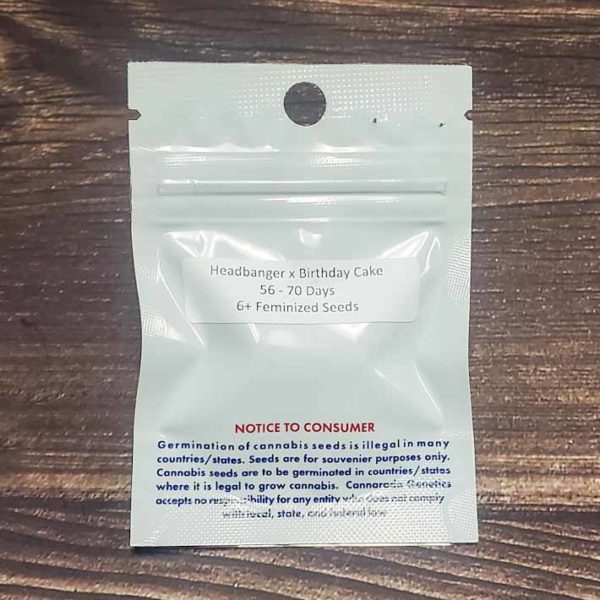 Headbanger x Birthday Cake
56 - 70 Days
6+ Feminized Seeds
NOTICE TO CONSUMER
Germination of cannabis seeds is illegal in many
countries/states. Seeds are for souvenier purposes only.
Cannabis seeds are to be germinated in countries/states
where it is legal to grow cannabis. Cannarado Genetics
accepts no responsibility for any entity who does not comply
with local, state, and federal law